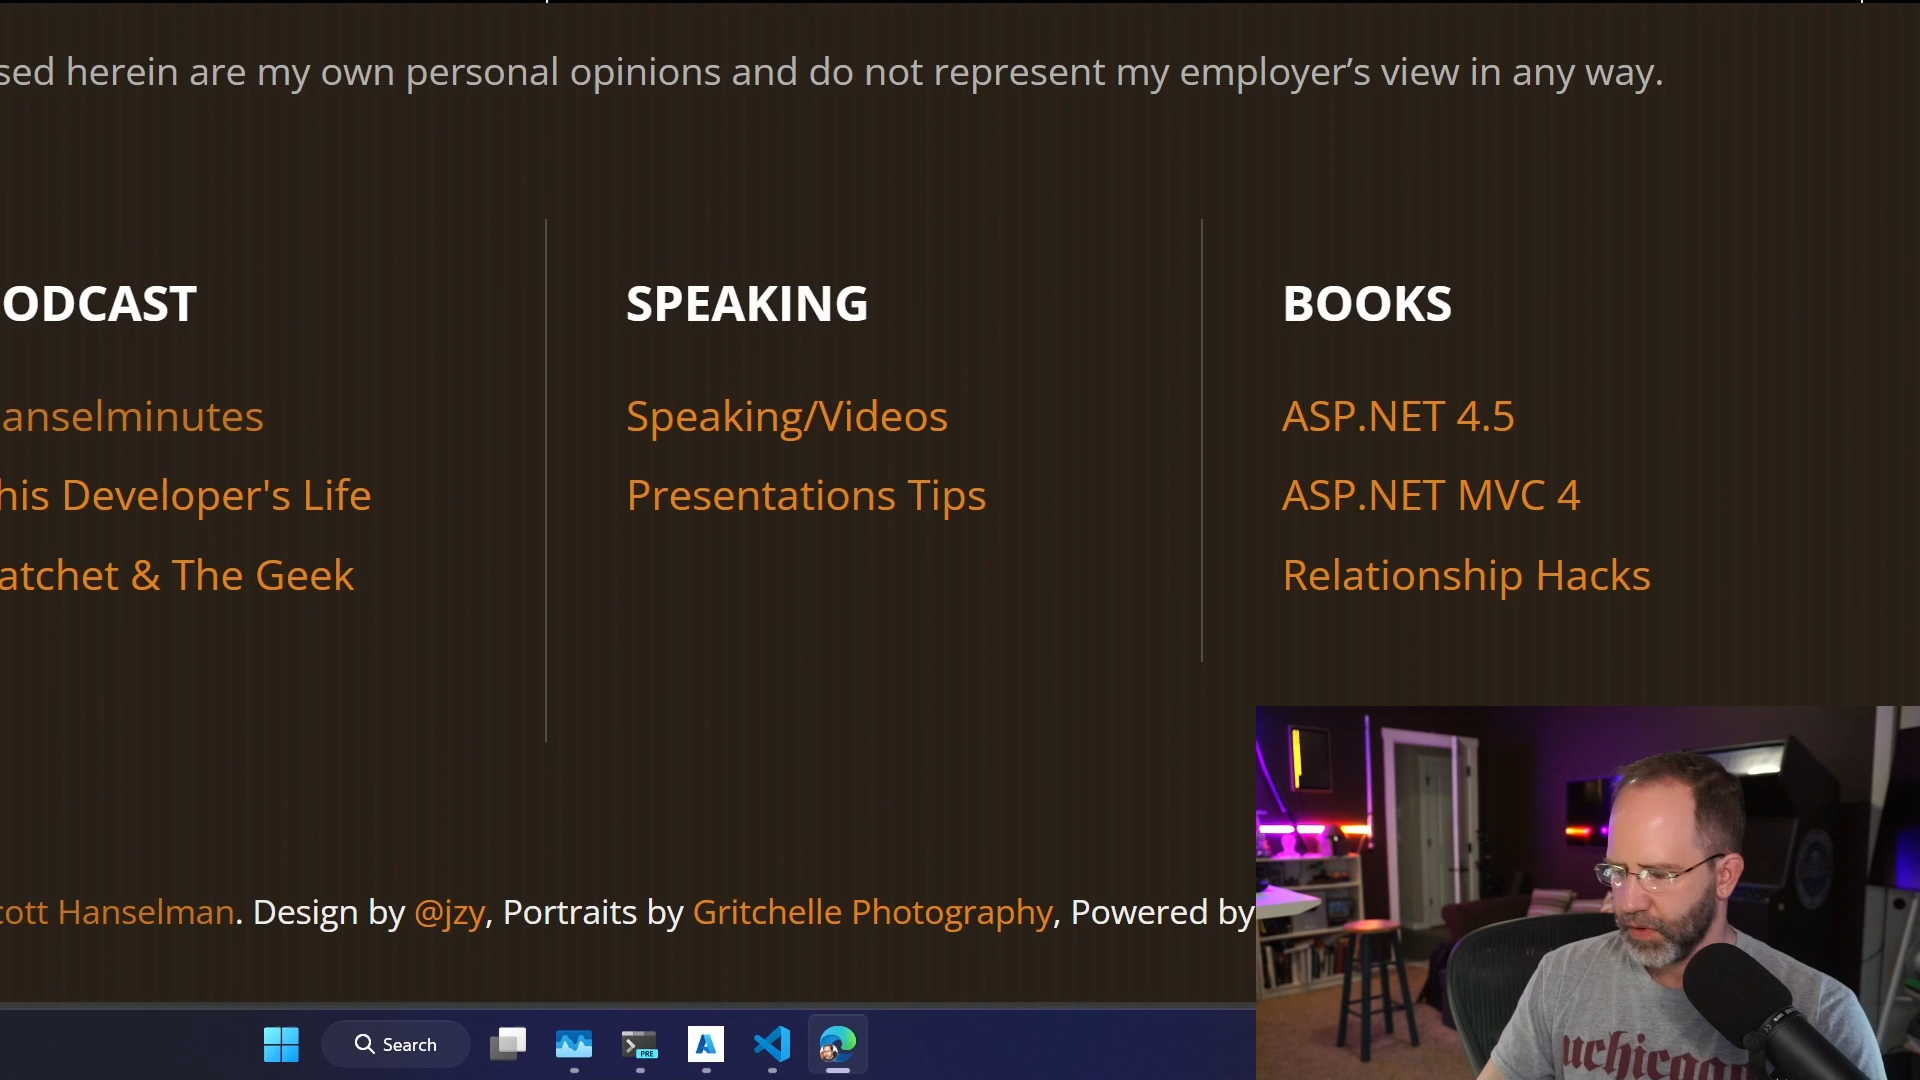 sed herein are my own personal opinions and do not represent my employer’s view in any way.
ODCAST
anselminutes
his Developer's Life
atchet & The Geek
SPEAKING
Speaking/Videos
Presentations Tips
BOOKS
ASP.NET 4.5
ASP.NET MVC 4
Relationship Hacks
cott Hanselman. Design by @jzy, Portraits by Gritchelle Photography, Powered by
Search
PRE
uchicago